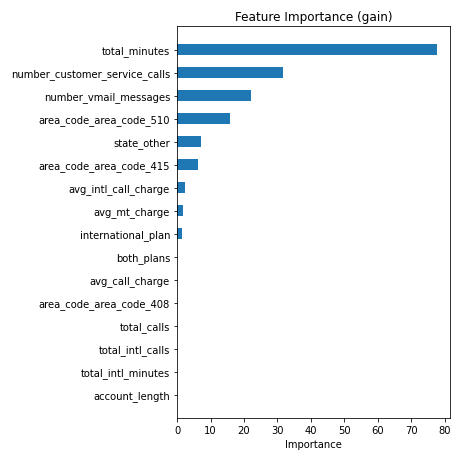 Feature Importance (gain)
total_minutes
number_customer_service_calls
number_vmail_messages
area_code_area_code_510
state_other
area_code_area_code_415
avg_intl_call_charge
avg_mt_charge
international_plan
both_plans
avg_call_charge
area_code_area_code_408
total_calls
total_intl_calls
total_intl_minutes
account_length
0 10 20 30 40 50 60 70 80
Importance